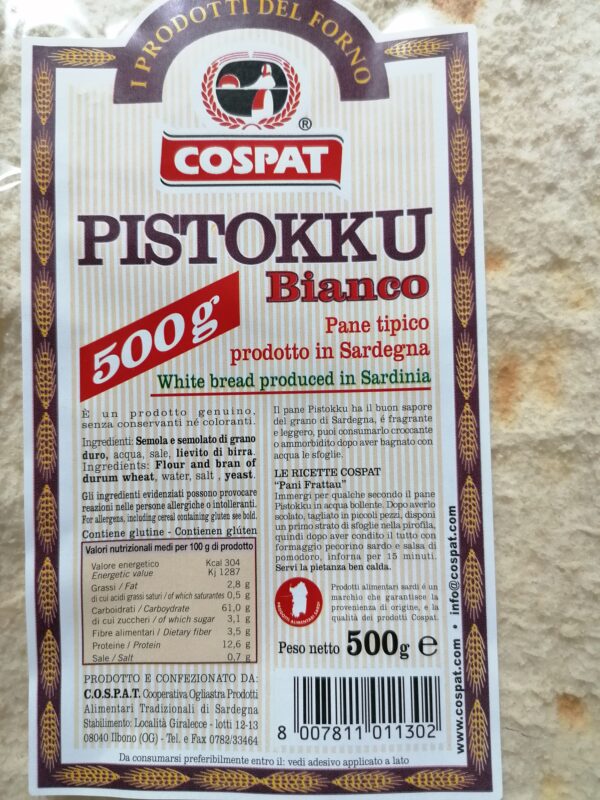 I PRODOTTI DEL FORNO
®
COSPAT
PISTOKKU
Bianco
500g
Pane tipico
prodotto in Sardegna
White bread produced in Sardinia
È un prodotto genuino,
senza conservanti né coloranti.
Ingredienti: Semola e semolato di grano
duro, acqua, sale, lievito di birra.
Ingredients: Flour and bran of
durum wheat, water, salt , yeast.
Gli ingredienti evidenziati possono provocare
reazioni nelle persone allergiche o intolleranti.
For allergens, including cereal containing gluten see bold.
Contiene glutine - Contienen glúten
Valori nutrizionali medi per 100 g di prodotto
Valore energetico Kcal 304
Energetic value Kj 1287
Grassi / Fat 2,8 g
di cui acidi grassi saturi / of which saturantes 0,5 g
Carboidrati / Carboydrate 61,0 g
di cui zuccheri / of which sugar 3,1 g
Fibre alimentari / Dietary fiber 3,5 g
Proteine / Protein 12,6 g
Sale / Salt 0,7 g
PRODOTTO E CONFEZIONATO DA:
C.O.S.P.A.T. Cooperativa Ogliastra Prodotti
Alimentari Tradizionali di Sardegna
Stabilimento: Località Giralecce - lotti 12-13
08040 Ilbono (OG) - Tel. e Fax 0782/33464
Il pane Pistokku ha il buon sapore
del grano di Sardegna, é fragrante
e leggero, puoi consumarlo croccante
o ammorbidito dopo aver bagnato con
acqua le sfoglie.
LE RICETTE COSPAT
“Pani Frattau”
Immergi per qualche secondo il pane
Pistokku in acqua bollente. Dopo averlo
scolato, tagliato in piccoli pezzi, disponi
un primo strato di sfoglie nella pirofila,
quindi dopo aver condito il tutto con
formaggio pecorino sardo e salsa di
pomodoro, inforna per 15 minuti.
Servi la pietanza ben calda.
PRODOTTI ALIMENTARI SARDI
Prodotti alimentari sardi é un
marchio che garantisce la
provenienza di origine, e la
qualità dei prodotti Cospat.
Peso netto 500g e
8 007811 011302
www.cospat.com • info@cospat.com
Da consumarsi preferibilmente entro il: vedi adesivo applicato a lato